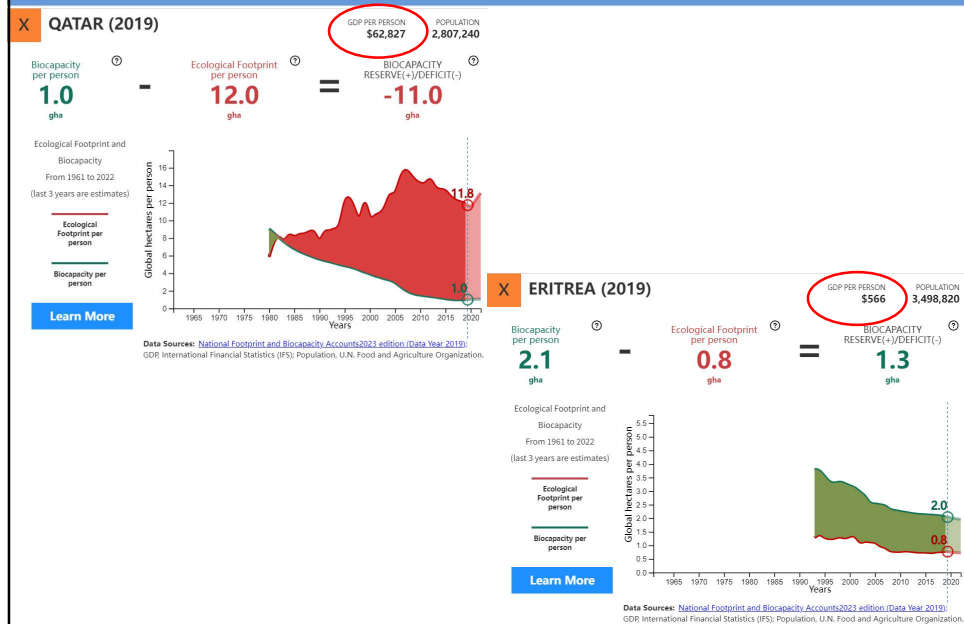 X QATAR (2019)
GDP PER PERSON
$62,827
POPULATION
2,807,240
Biocapacity
per person
?
1.0
gha
-
Ecological Footprint
per person
?
12.0
gha
=
BIOCAPACITY
RESERVE(+)/DEFICIT(-)
?
-11.0
gha
Ecological Footprint and
Biocapacity
From 1961 to 2022
(last 3 years are estimates)
Ecological
Footprint per
person
Biocapacity per
person
Learn More
Global hectares per person
16
14
12
10
8
6
4
2
0
11.8
1.0
1965 1970 1975 1980 1985 1990 1995 2000 2005 2010 2015 2020
Years
Data Sources: National Footprint and Biocapacity Accounts2023 edition (Data Year 2019);
GDP, International Financial Statistics (IFS); Population, U.N. Food and Agriculture Organization.
X ERITREA (2019)
GDP PER PERSON
$566
POPULATION
3,498,820
Biocapacity
per person
?
2.1
gha
-
Ecological Footprint
per person
?
0.8
gha
=
BIOCAPACITY
RESERVE(+)/DEFICIT(-)
?
1.3
gha
Ecological Footprint and
Biocapacity
From 1961 to 2022
(last 3 years are estimates)
Ecological
Footprint per
person
Biocapacity per
person
Learn More
Global hectares per person
5.5
5.0
4.5
4.0
3.5
3.0
2.5
2.0
1.5
1.0
0.5
0.0
2.0
0.8
1965 1970 1975 1980 1985 1990 1995 2000 2005 2010 2015 2020
Years
Data Sources: National Footprint and Biocapacity Accounts2023 edition (Data Year 2019);
GDP, International Financial Statistics (IFS); Population, U.N. Food and Agriculture Organization.